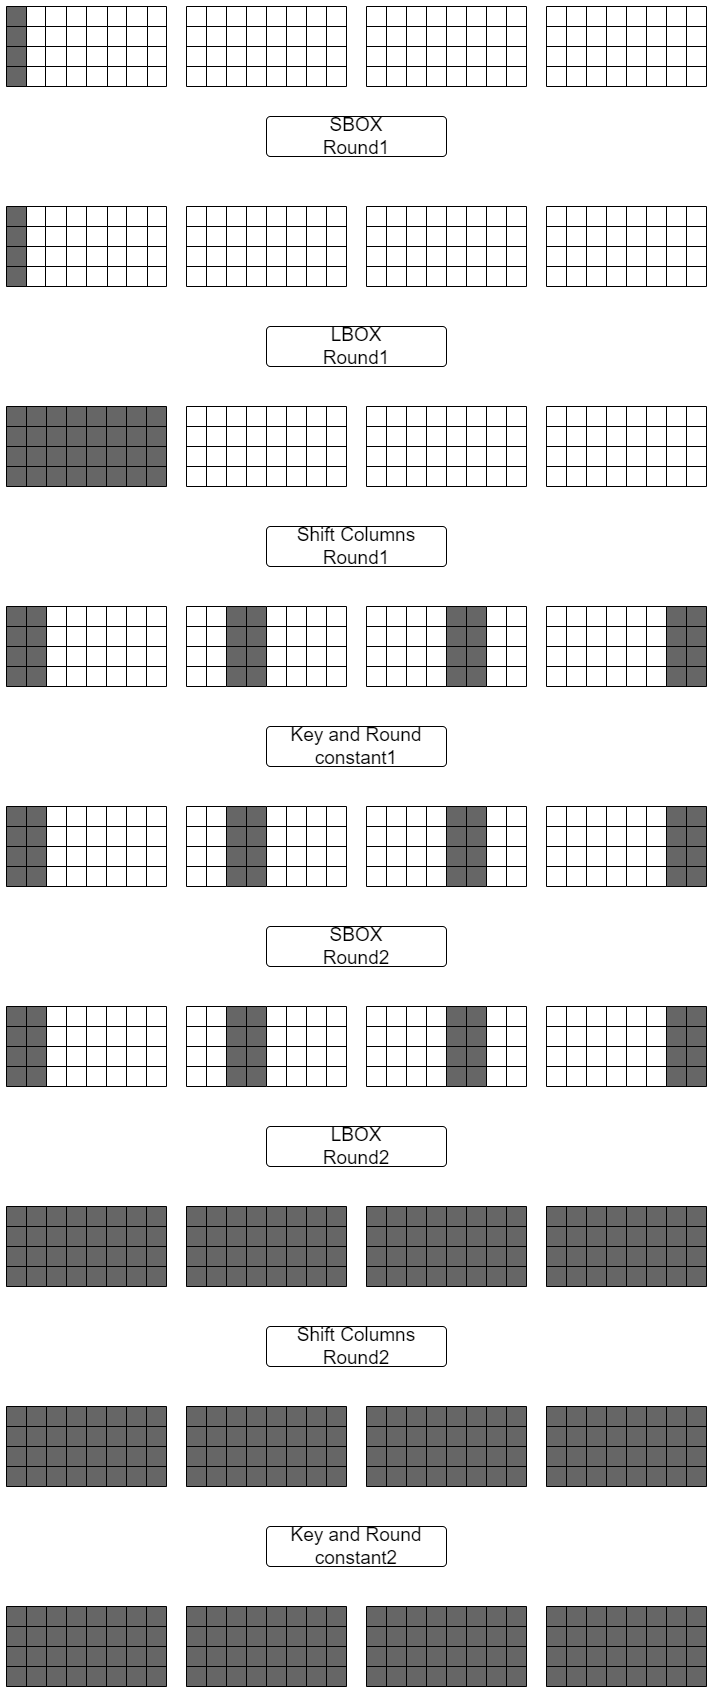 SBOX
Round1
LBOX
Round1
Shift Columns
Round1
Key and Round
constant1
SBOX
Round2
LBOX
Round2
Shift Columns
Round2
Key and Round
constant2